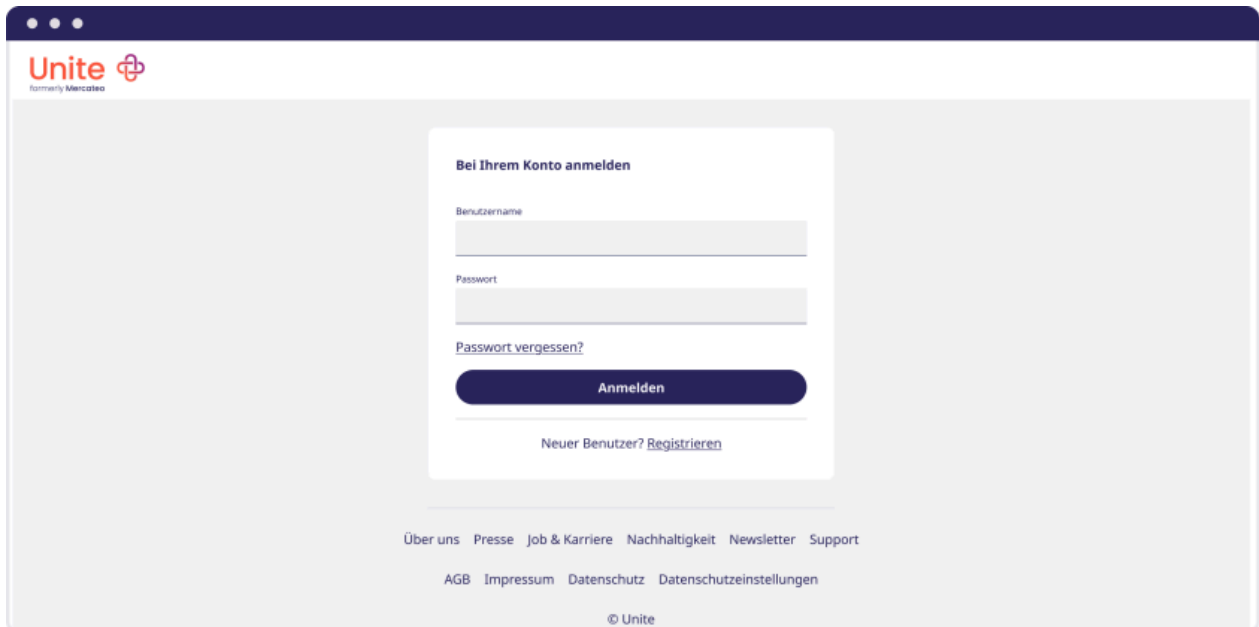 Unite
formerly Mercateo
Bei Ihrem Konto anmelden
Benutzername
Passwort
Passwort vergessen?
Anmelden
Neuer Benutzer? Registrieren
Über uns Presse Job & Karriere Nachhaltigkeit Newsletter Support
AGB Impressum Datenschutz Datenschutzeinstellungen
© Unite